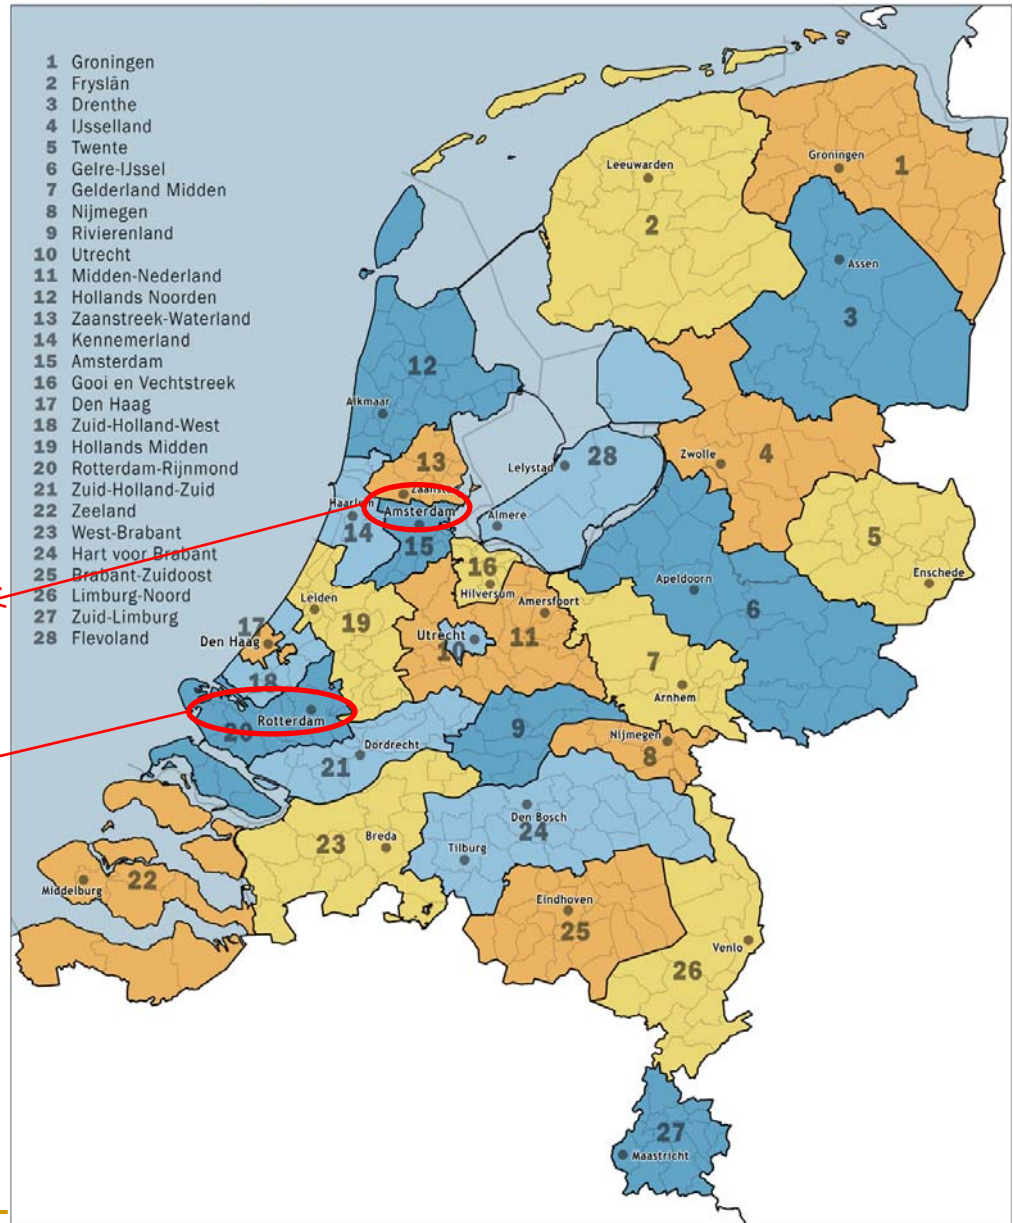 1 Groningen
2 Fryslân
3 Drenthe
4 IJsselland
5 Twente
6 Gelre-IJssel
7 Gelderland Midden
8 Nijmegen
9 Rivierenland
10 Utrecht
11 Midden-Nederland
12 Hollands Noorden
13 Zaanstreek-Waterland
14 Kennemerland
15 Amsterdam
16 Gooi en Vechtstreek
17 Den Haag
18 Zuid-Holland-West
19 Hollands Midden
20 Rotterdam-Rijnmond
21 Zuid-Holland-Zuid
22 Zeeland
23 West-Brabant
24 Hart voor Brabant
25 Brabant-Zuidoost
26 Limburg-Noord
27 Zuid-Limburg
28 Flevoland
Groningen
1
Leeuwarden
2
Assen
3
12
Alkmaar
13
Lelystad
28
Zwolle
4
Haarlem
Amsterdam
Almere
14
15
5
Enschede
16
Hilversum
Apeldoorn
6
Leiden
19
Amersfoort
17
Den Haag
Utrecht
10
11
7
18
Arnhem
Rotterdam
20
9
Nijmegen
8
Dordrecht
21
Den Bosch
24
23
Breda
Tilburg
Middelburg
22
Eindhoven
25
Venlo
26
27
Maastricht